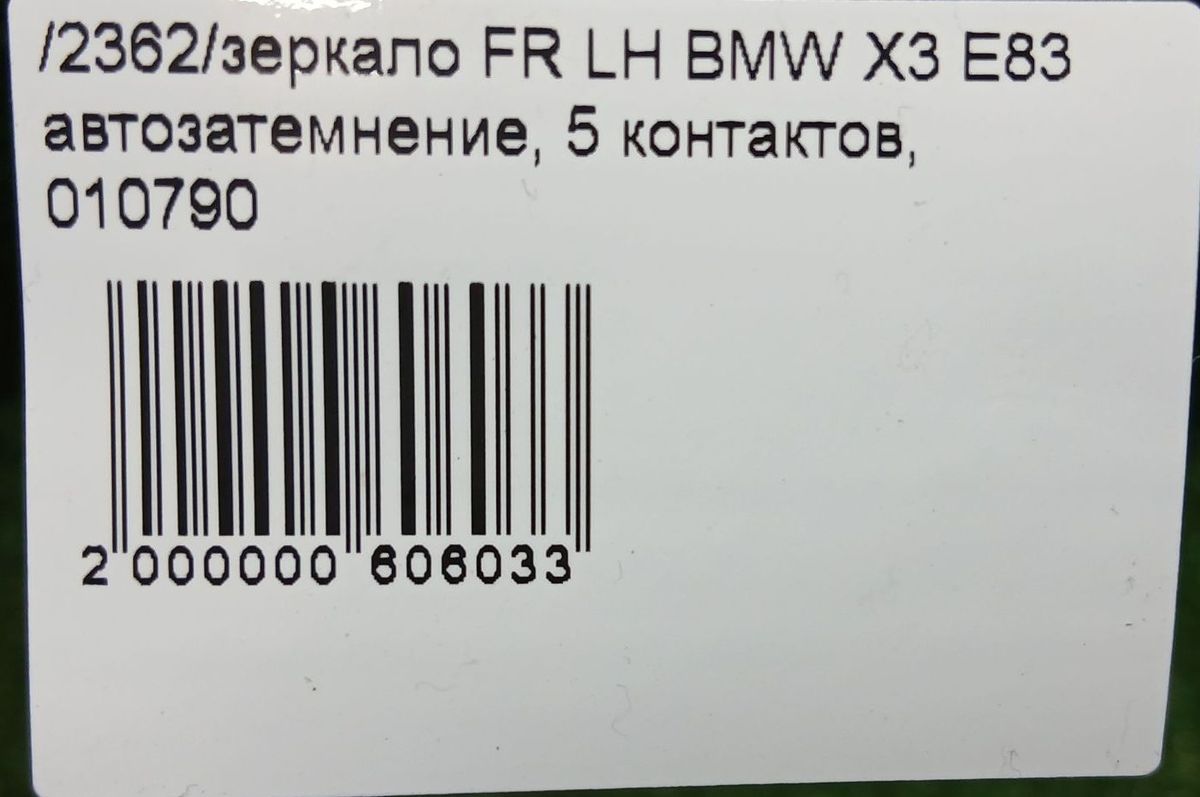 /2362/зеркало FR LH BMW X3 E83
автозатемнение, 5 контактов,
010790
2 000000 606033